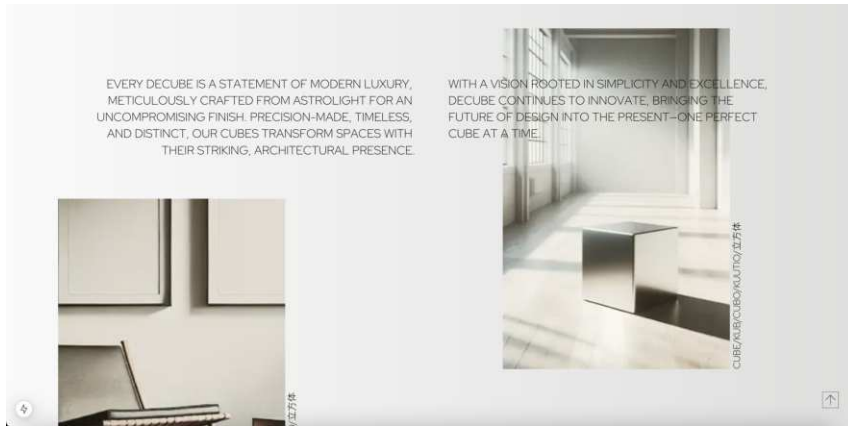 EVERY DECUBE IS A STATEMENT OF MODERN LUXURY,
METICULOUSLY CRAFTED FROM ASTROLIGHT FOR AN
UNCOMPROMISING FINISH. PRECISION-MADE, TIMELESS,
AND DISTINCT, OUR CUBES TRANSFORM SPACES WITH
THEIR STRIKING, ARCHITECTURAL PRESENCE.
WITH A VISION ROOTED IN SIMPLICITY AND EXCELLENCE,
DECUBE CONTINUES TO INNOVATE, BRINGING THE
FUTURE OF DESIGN INTO THE PRESENT—ONE PERFECT
CUBE AT A TIME.
CUBE/KUB/CUBO/KUUTIO/立方体
/立方体